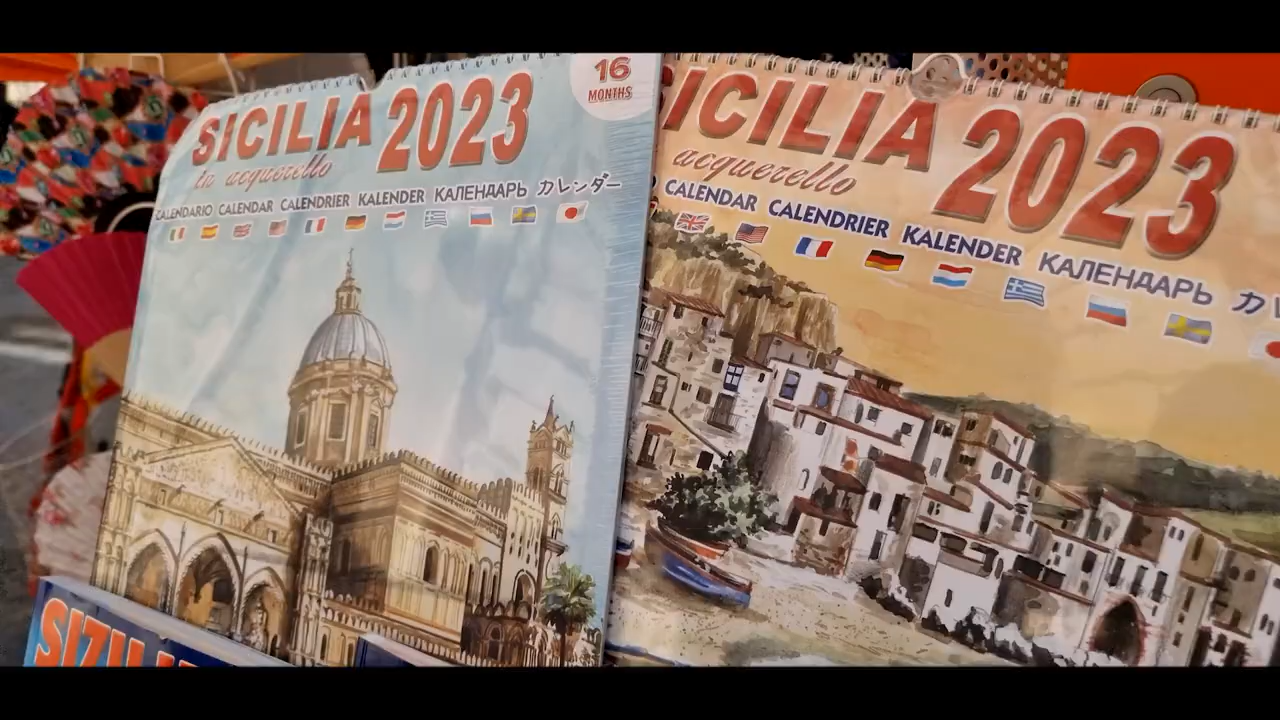 SICILIA 2023
in acquerello
16
MONTHS
CALENDARIO CALENDAR CALENDRIER KALENDER КАЛЕНДАРЬ カレンダー
SICILIA 2023
acquerello
CALENDAR CALENDRIER KALENDER КАЛЕНДАРЬ